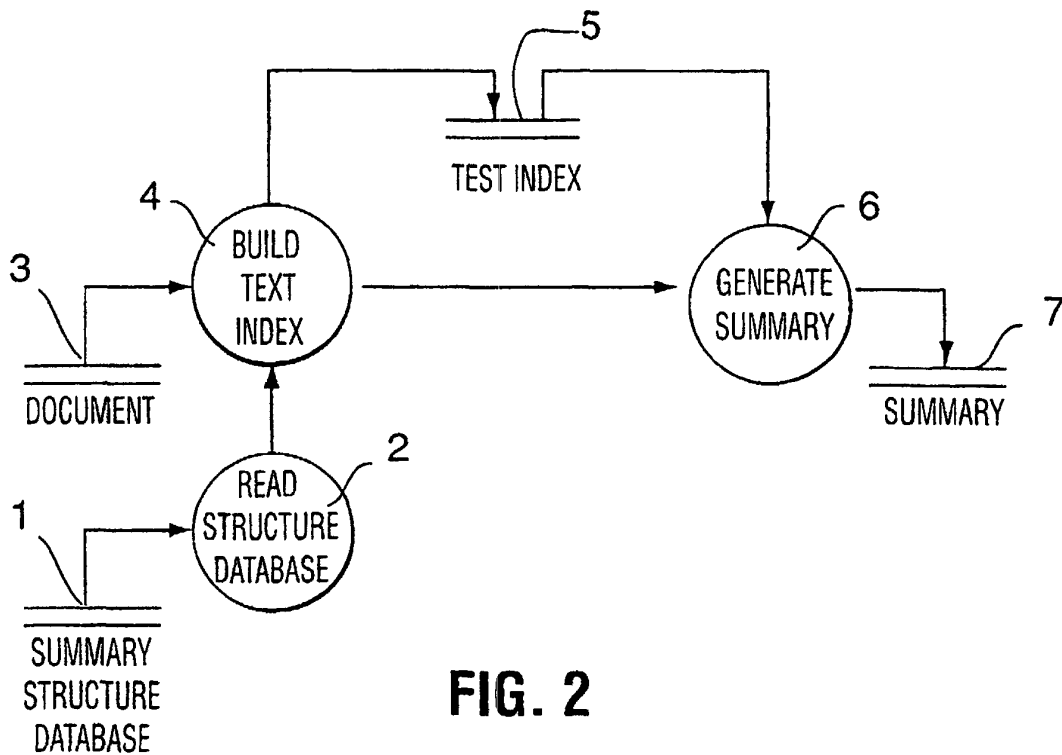 5
TEST INDEX
4
BUILD
TEXT
INDEX
6
GENERATE
SUMMARY
3
DOCUMENT
7
SUMMARY
2
READ
STRUCTURE
DATABASE
1
SUMMARY
STRUCTURE
DATABASE
FIG. 2